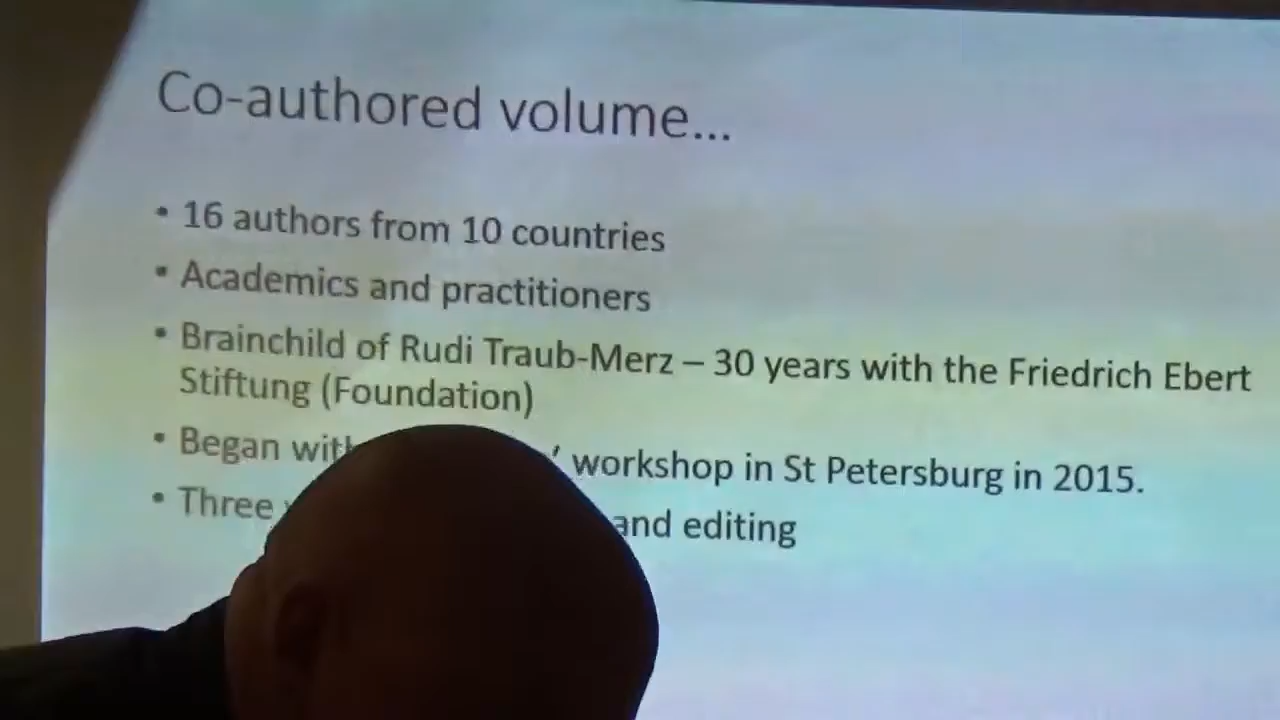 Co-authored volume...
• 16 authors from 10 countries
• Academics and practitioners
• Brainchild of Rudi Traub-Merz – 30 years with the Friedrich Ebert
Stiftung (Foundation)
• Began ’ workshop in St Petersburg in 2015.
• Three and editing